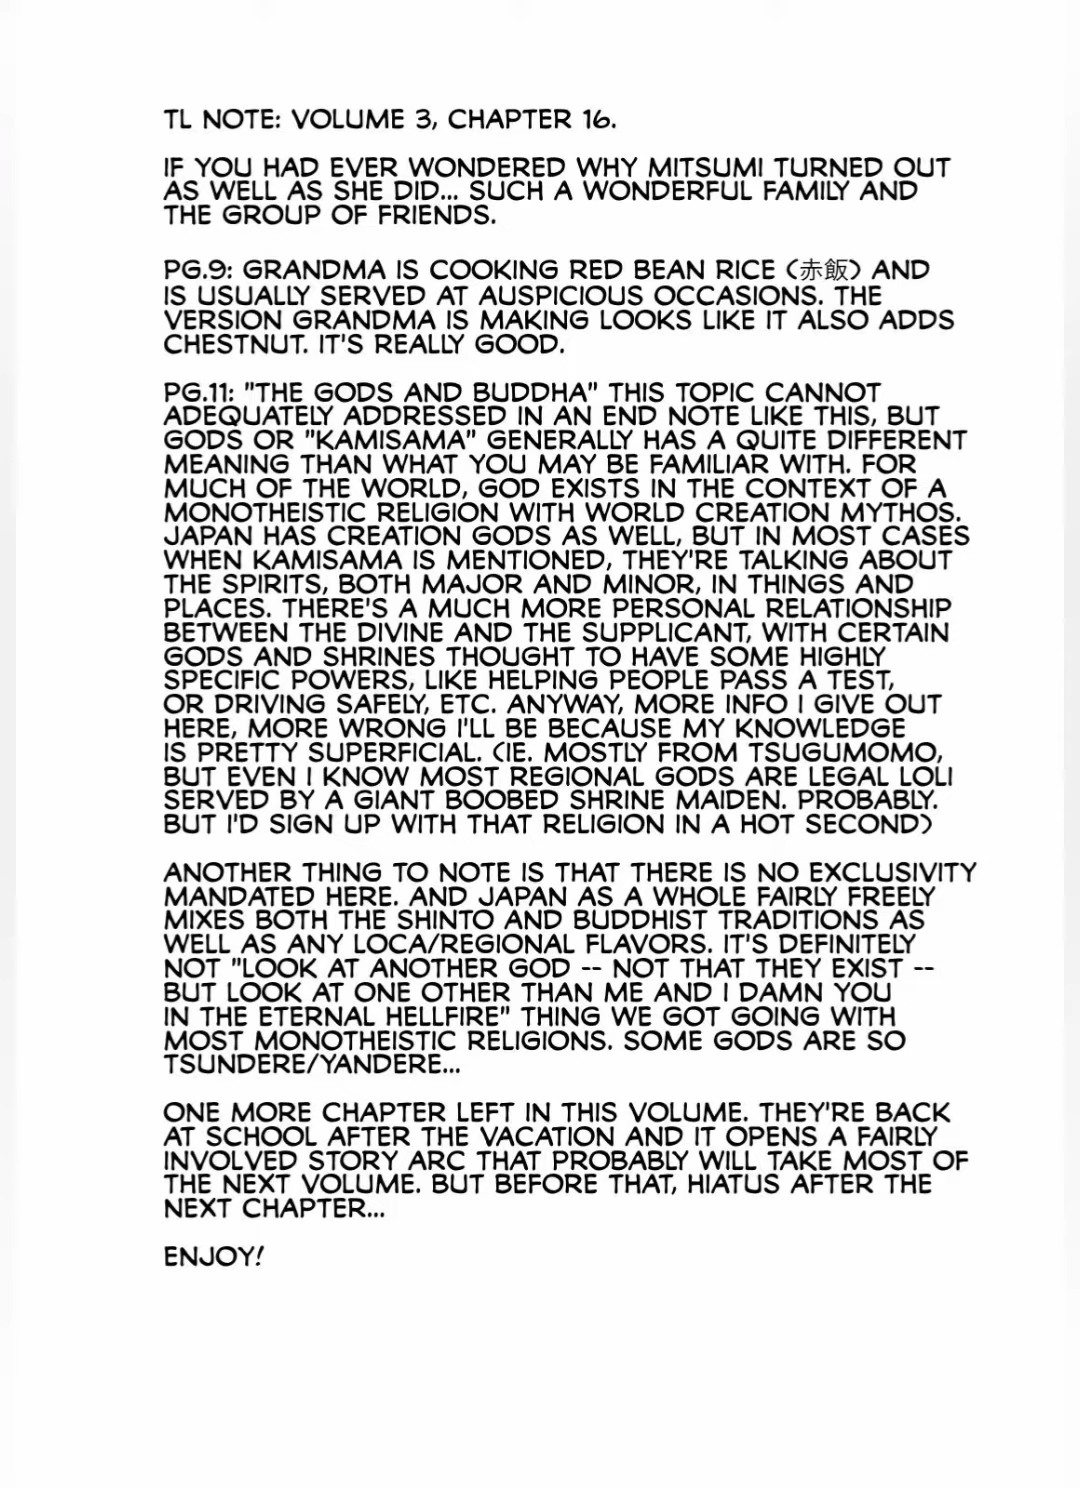 TL NOTE: VOLUME 3, CHAPTER 16.
IF YOU HAD EVER WONDERED WHY MITSUMI TURNED OUT
AS WELL AS SHE DID... SUCH A WONDERFUL FAMILY AND
THE GROUP OF FRIENDS.
PG.9: GRANDMA IS COOKING RED BEAN RICE (赤飯) AND
IS USUALLY SERVED AT AUSPICIOUS OCCASIONS. THE
VERSION GRANDMA IS MAKING LOOKS LIKE IT ALSO ADDS
CHESTNUT. IT'S REALLY GOOD.
PG.11: "THE GODS AND BUDDHA" THIS TOPIC CANNOT
ADEQUATELY ADDRESSED IN AN END NOTE LIKE THIS, BUT
GODS OR "KAMISAMA" GENERALLY HAS A QUITE DIFFERENT
MEANING THAN WHAT YOU MAY BE FAMILIAR WITH. FOR
MUCH OF THE WORLD, GOD EXISTS IN THE CONTEXT OF A
MONOTHEISTIC RELIGION WITH WORLD CREATION MYTHOS.
JAPAN HAS CREATION GODS AS WELL, BUT IN MOST CASES
WHEN KAMISAMA IS MENTIONED, THEY'RE TALKING ABOUT
THE SPIRITS, BOTH MAJOR AND MINOR, IN THINGS AND
PLACES. THERE'S A MUCH MORE PERSONAL RELATIONSHIP
BETWEEN THE DIVINE AND THE SUPPLICANT, WITH CERTAIN
GODS AND SHRINES THOUGHT TO HAVE SOME HIGHLY
SPECIFIC POWERS, LIKE HELPING PEOPLE PASS A TEST,
OR DRIVING SAFELY, ETC. ANYWAY, MORE INFO I GIVE OUT
HERE, MORE WRONG I'LL BE BECAUSE MY KNOWLEDGE
IS PRETTY SUPERFICIAL. (IE. MOSTLY FROM TSUGUMOMO,
BUT EVEN I KNOW MOST REGIONAL GODS ARE LEGAL LOLI
SERVED BY A GIANT BOOBED SHRINE MAIDEN. PROBABLY.
BUT I'D SIGN UP WITH THAT RELIGION IN A HOT SECOND)
ANOTHER THING TO NOTE IS THAT THERE IS NO EXCLUSIVITY
MANDATED HERE. AND JAPAN AS A WHOLE FAIRLY FREELY
MIXES BOTH THE SHINTO AND BUDDHIST TRADITIONS AS
WELL AS ANY LOCA/REGIONAL FLAVORS. IT'S DEFINITELY
NOT "LOOK AT ANOTHER GOD -- NOT THAT THEY EXIST --
BUT LOOK AT ONE OTHER THAN ME AND I DAMN YOU
IN THE ETERNAL HELLFIRE" THING WE GOT GOING WITH
MOST MONOTHEISTIC RELIGIONS. SOME GODS ARE SO
TSUNDERE/YANDERE...
ONE MORE CHAPTER LEFT IN THIS VOLUME. THEY'RE BACK
AT SCHOOL AFTER THE VACATION AND IT OPENS A FAIRLY
INVOLVED STORY ARC THAT PROBABLY WILL TAKE MOST OF
THE NEXT VOLUME. BUT BEFORE THAT, HIATUS AFTER THE
NEXT CHAPTER...
ENJOY!